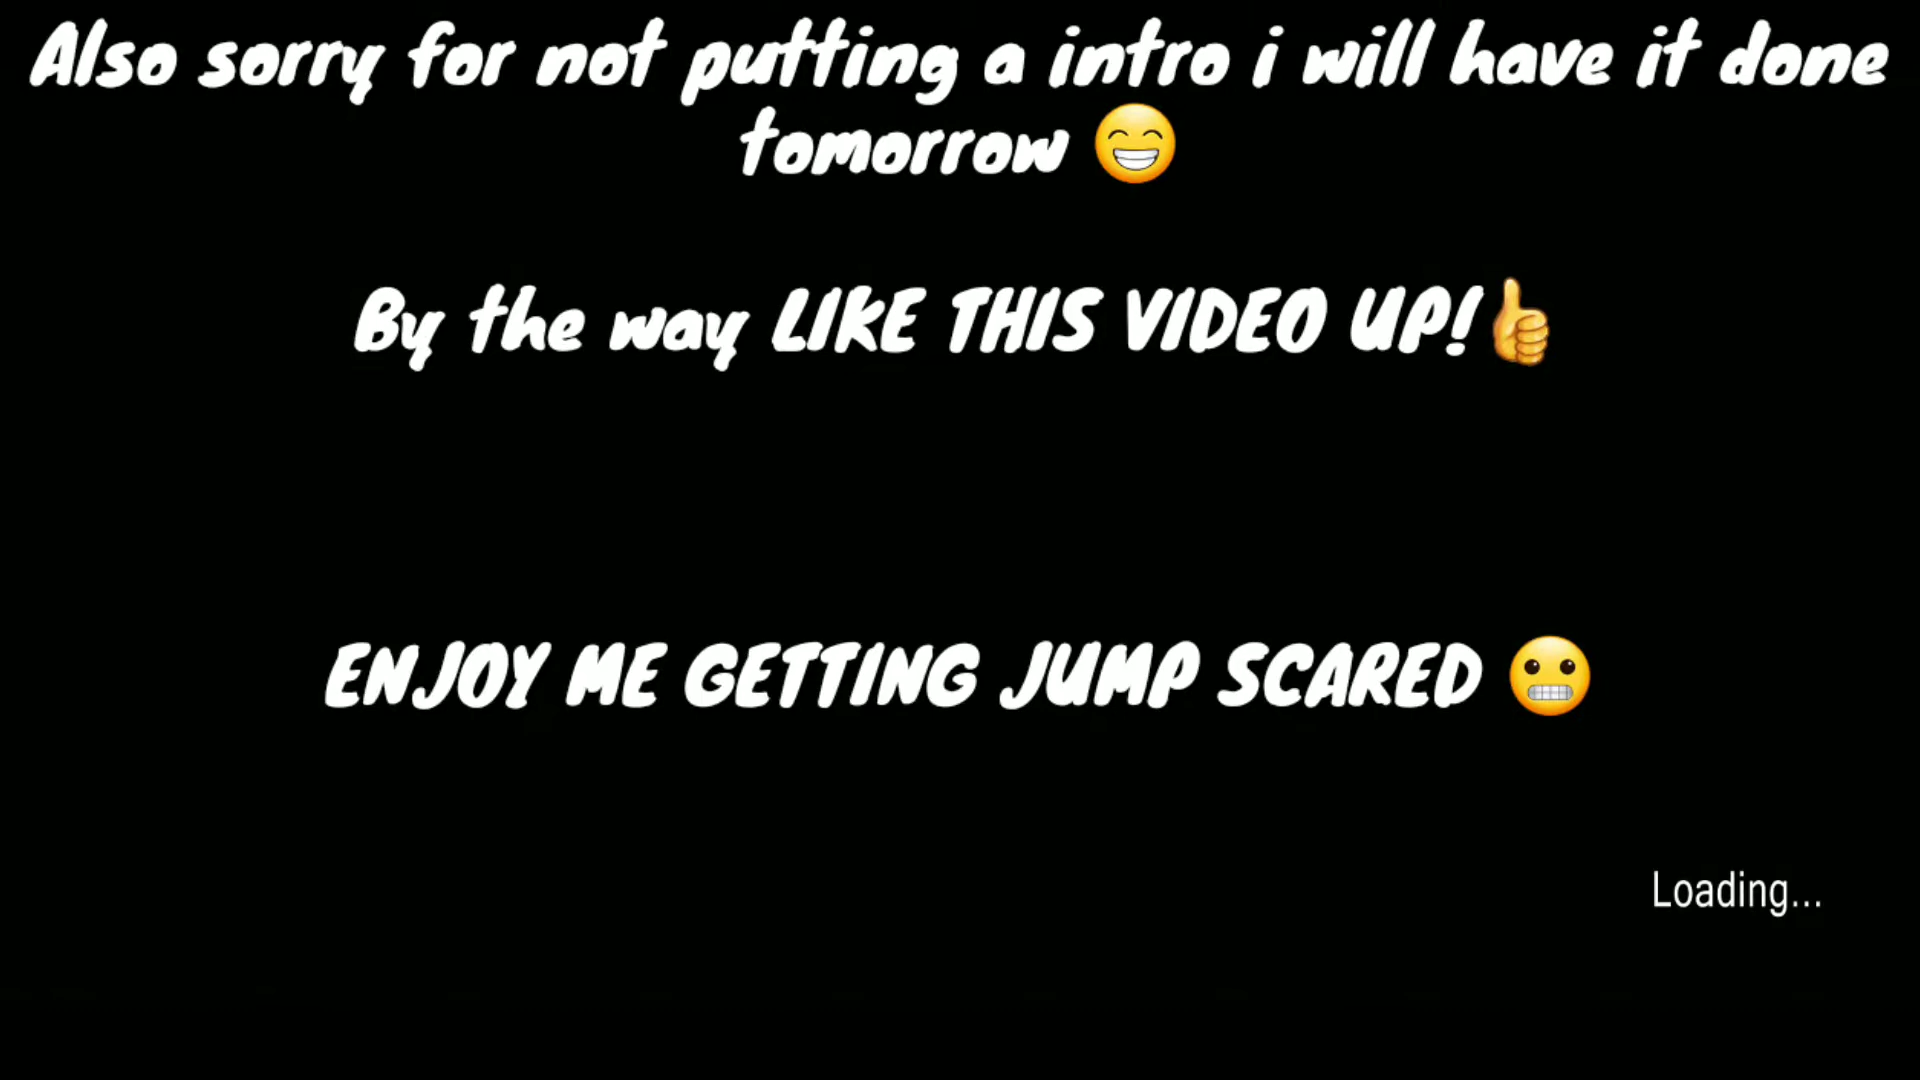 Also sorry for not putting a intro i will have it done
tomorrow 😁
By the way LIKE THIS VIDEO UP!👍
ENJOY ME GETTING JUMP SCARED 😬
Loading...